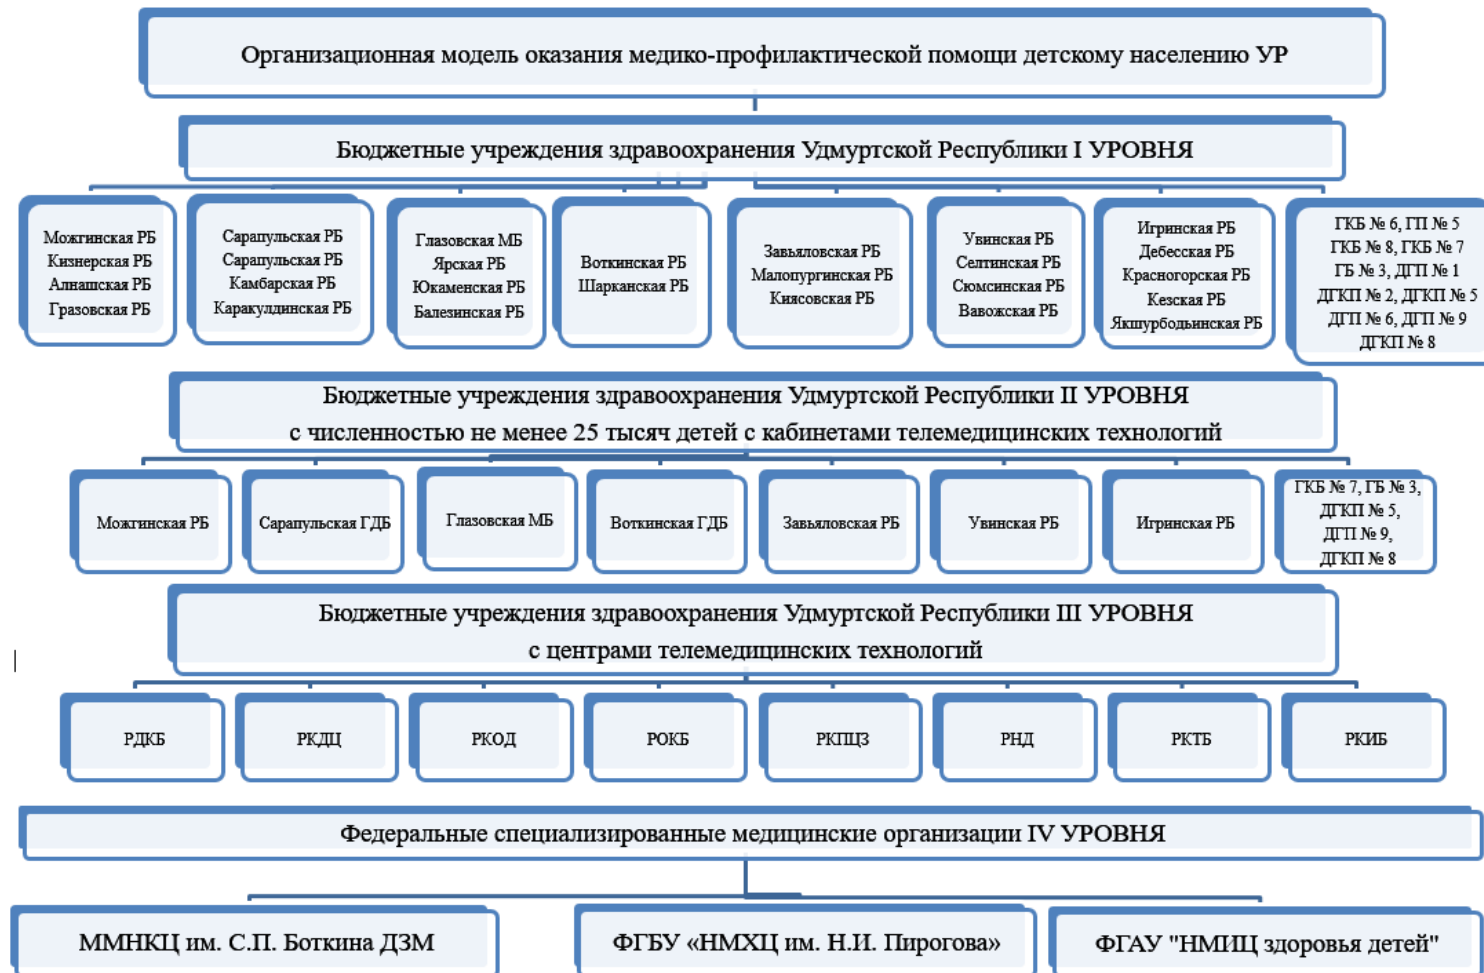 Организационная модель оказания медико-профилактической помощи детскому населению УР
Бюджетные учреждения здравоохранения Удмуртской Республики I УРОВНЯ
Можгинская РБ
Кизнерская РБ
Алнашская РБ
Гразовская РБ
Сарапульская РБ
Сарапульская РБ
Камбарская РБ
Каракулдинская РБ
Глазовская МБ
Ярская РБ
Юкаменская РБ
Балезинская РБ
Воткинская РБ
Шарканская РБ
Завьяловская РБ
Малопургинская РБ
Киясовская РБ
Увинская РБ
Селтинская РБ
Сюмсинская РБ
Вавожская РБ
Игринская РБ
Дебесская РБ
Красногорская РБ
Кезская РБ
Якшурбодьинская РБ
ГКБ № 6, ГП № 5
ГКБ № 8, ГКБ № 7
ГБ № 3, ДГП № 1
ДГКП № 2, ДГКП № 5
ДГП № 6, ДГП № 9
ДГКП № 8
Бюджетные учреждения здравоохранения Удмуртской Республики II УРОВНЯ
с численностью не менее 25 тысяч детей с кабинетами телемедицинских технологий
Можгинская РБ
Сарапульская ГДБ
Глазовская МБ
Воткинская ГДБ
Завьяловская РБ
Увинская РБ
Игринская РБ
ГКБ № 7, ГБ № 3,
ДГКП № 5,
ДГП № 9,
ДГКП № 8
Бюджетные учреждения здравоохранения Удмуртской Республики III УРОВНЯ
с центрами телемедицинских технологий
РДКБ
РКДЦ
РКОД
РОКБ
РКПЦЗ
РНД
РКТБ
РКИБ
Федеральные специализированные медицинские организации IV УРОВНЯ
ММНКЦ им. С.П. Боткина ДЗМ
ФГБУ «НМХЦ им. Н.И. Пирогова»
ФГАУ "НМИЦ здоровья детей"